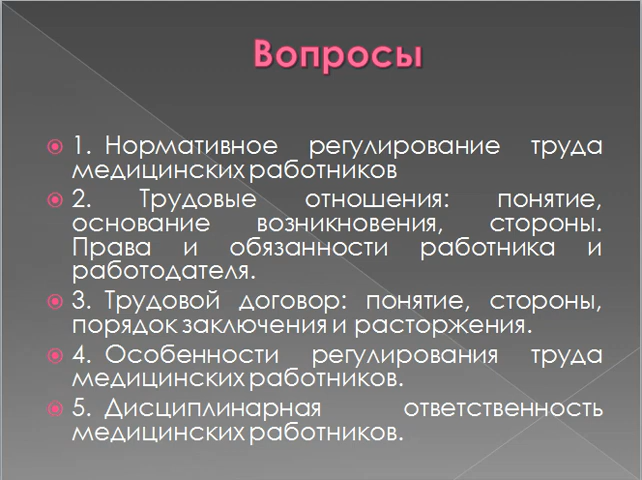 Вопросы
1. Нормативное регулирование труда
медицинских работников
2. Трудовые отношения: понятие,
основание возникновения, стороны.
Права и обязанности работника и
работодателя.
3. Трудовой договор: понятие, стороны,
порядок заключения и расторжения.
4. Особенности регулирования труда
медицинских работников.
5. Дисциплинарная ответственность
медицинских работников.